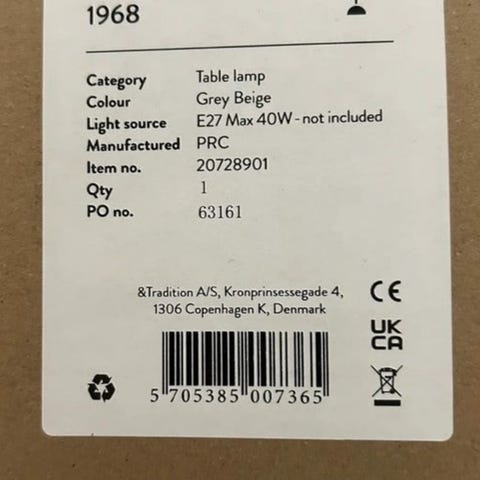 1968
Category Table lamp
Colour Grey Beige
Light source E27 Max 40W - not included
Manufactured PRC
Item no. 20728901
Qty 1
PO no. 63161
&Tradition A/S, Kronprinsessegade 4,
1306 Copenhagen K, Denmark
CE
UK
CA
5 705385 007365